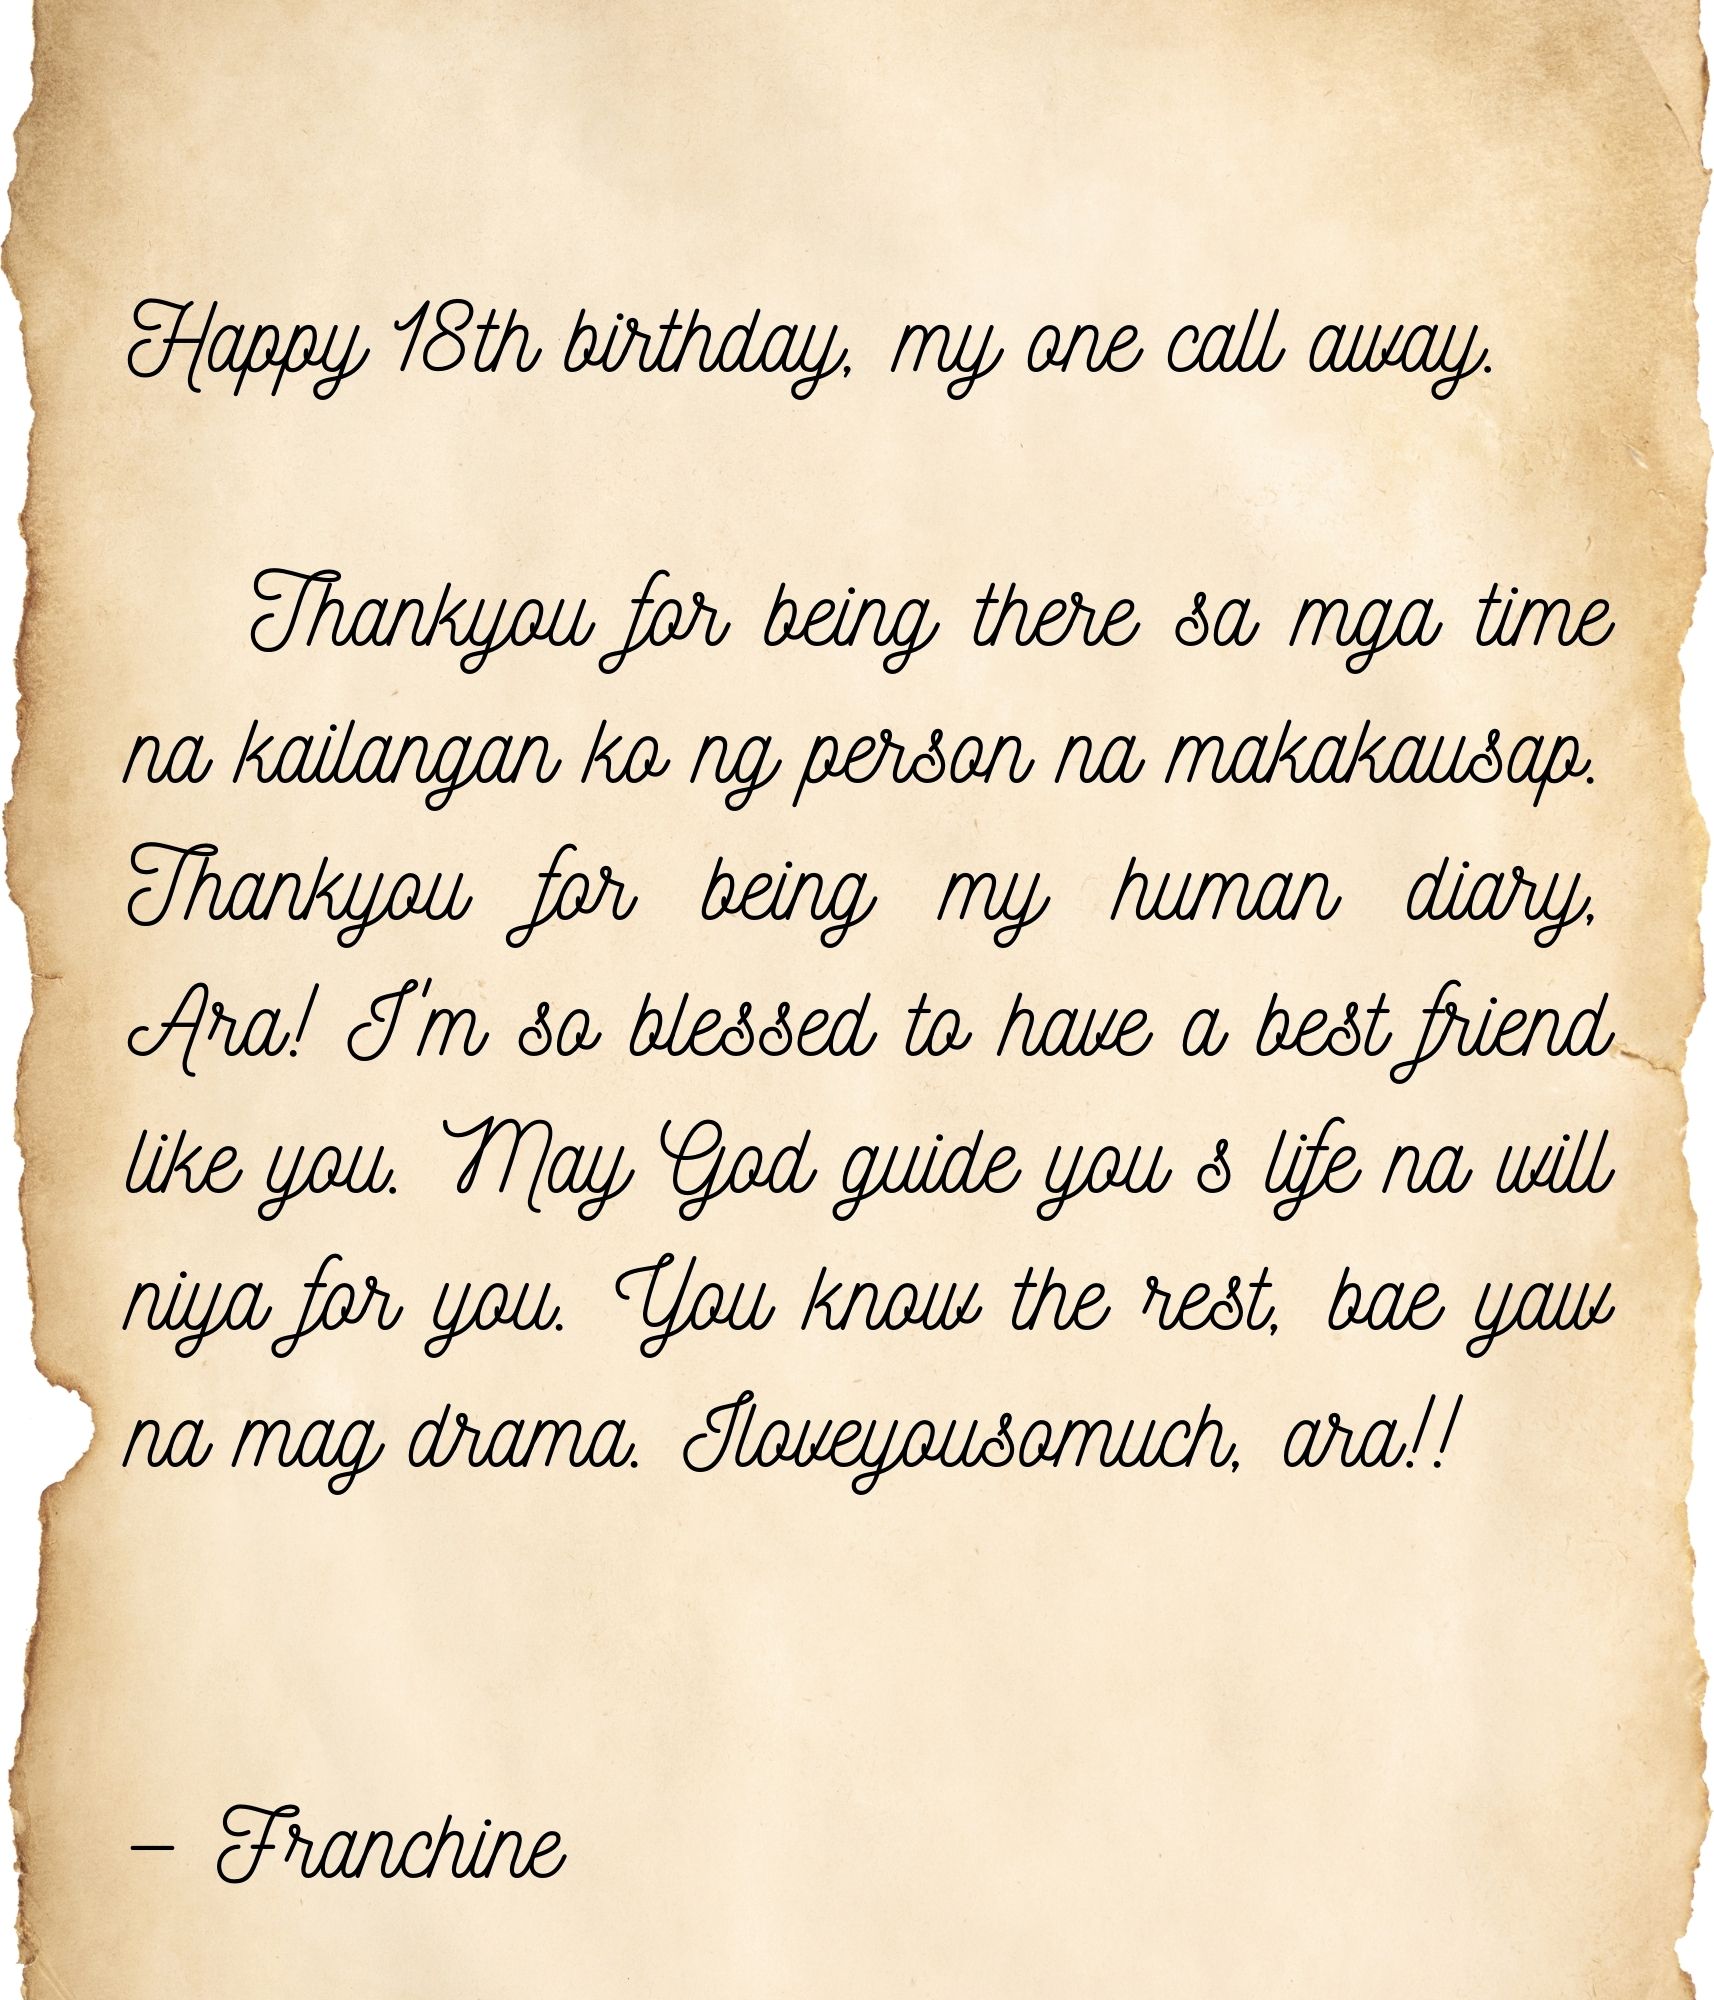 Happy 18th birthday, my one call away.
Thankyou for being there sa mga time
na kailangan ko ng person na makakausap.
Thankyou for being my human diary,
Ara! I'm so blessed to have a best friend
like you. May God guide you s life na will
niya for you. You know the rest, bae yaw
na mag drama. Iloveyousomuch, ara!!
- Franchine